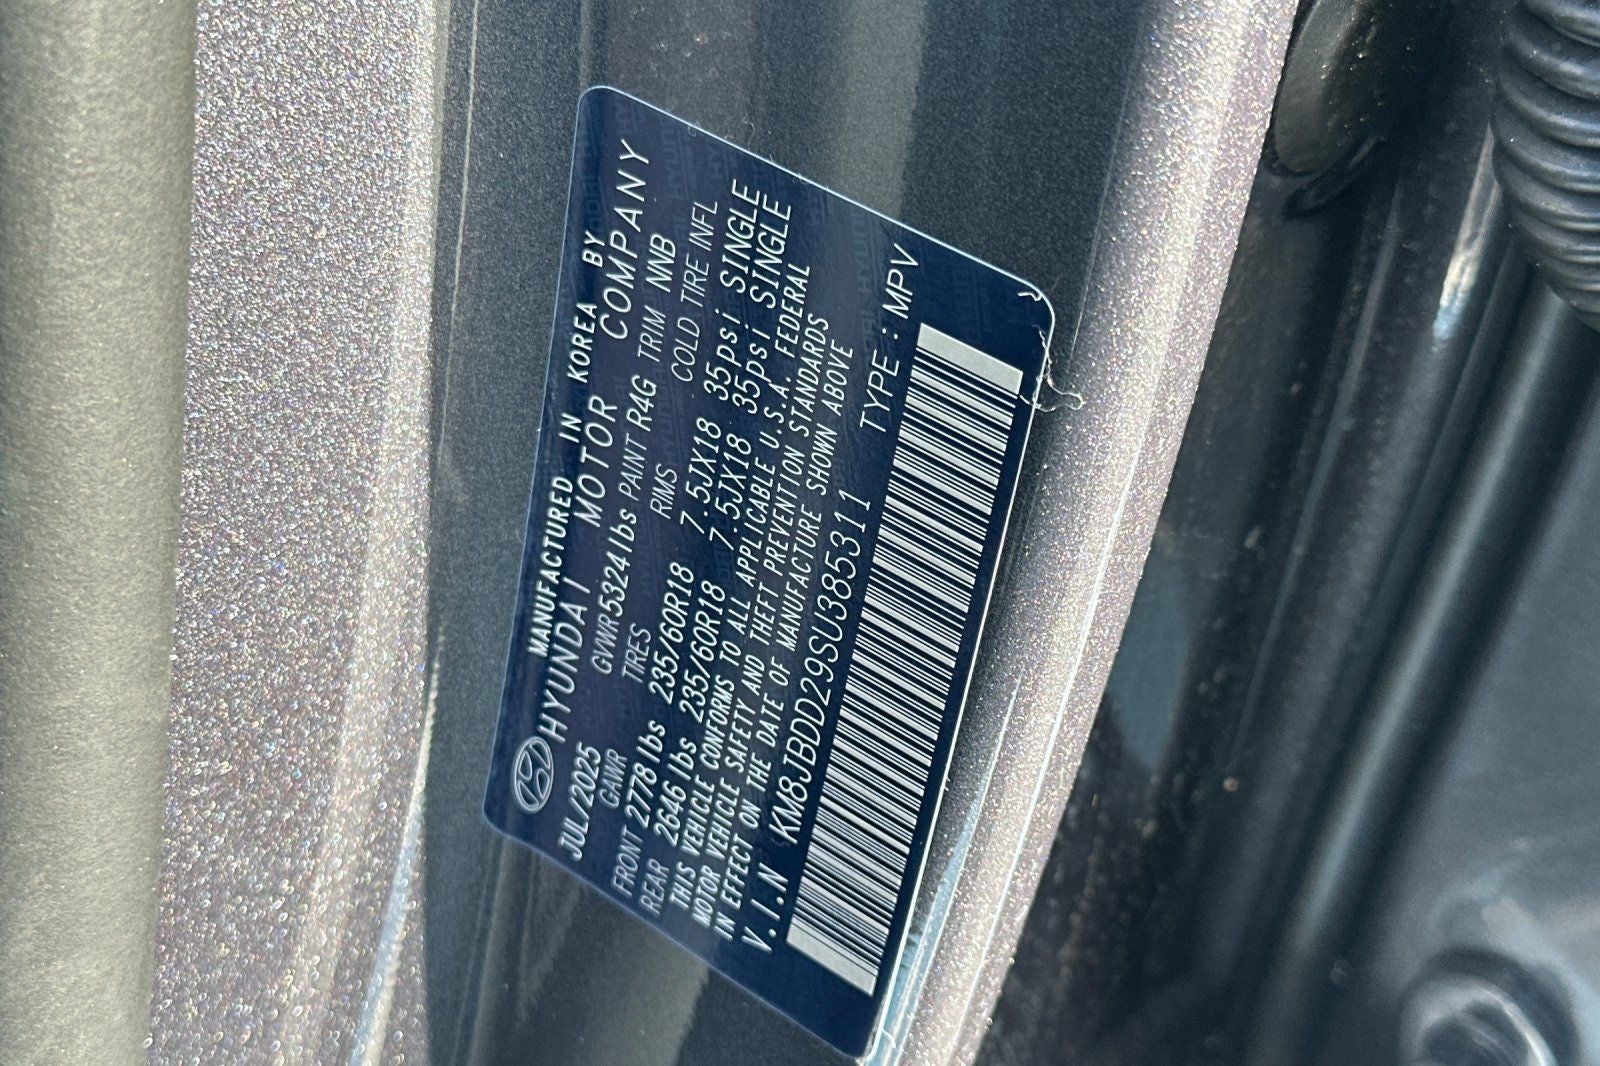 MANUFACTURED IN KOREA BY
HYUNDAI MOTOR COMPANY
JUL/2025 GVWR 5324 lbs PAINT R4G TRIM NNB
GAWR TIRES RIMS COLD TIRE INFL
FRONT 2778 lbs 235/60R18 7.5JX18 35psi SINGLE
REAR 2646 lbs 235/60R18 7.5JX18 35psi SINGLE
THIS VEHICLE CONFORMS TO ALL APPLICABLE U.S.A. FEDERAL
MOTOR VEHICLE SAFETY AND THEFT PREVENTION STANDARDS
IN EFFECT ON THE DATE OF MANUFACTURE SHOWN ABOVE
V.I.N KM8JBDD29SU385311 TYPE : MPV